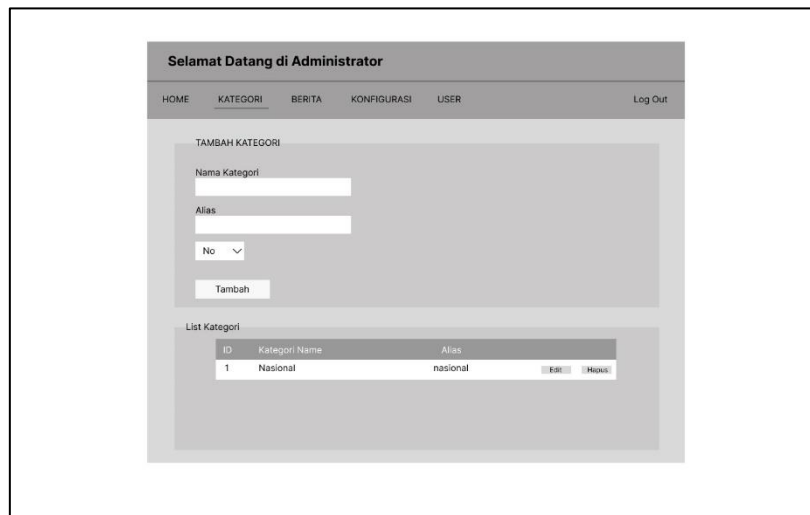 Selamat Datang di Administrator
HOME KATEGORI BERITA KONFIGURASI USER Log Out
TAMBAH KATEGORI
Nama Kategori
Alias
No
Tambah
List Kategori
ID Kategori Name Alias
1 Nasional nasional Edit Hapus